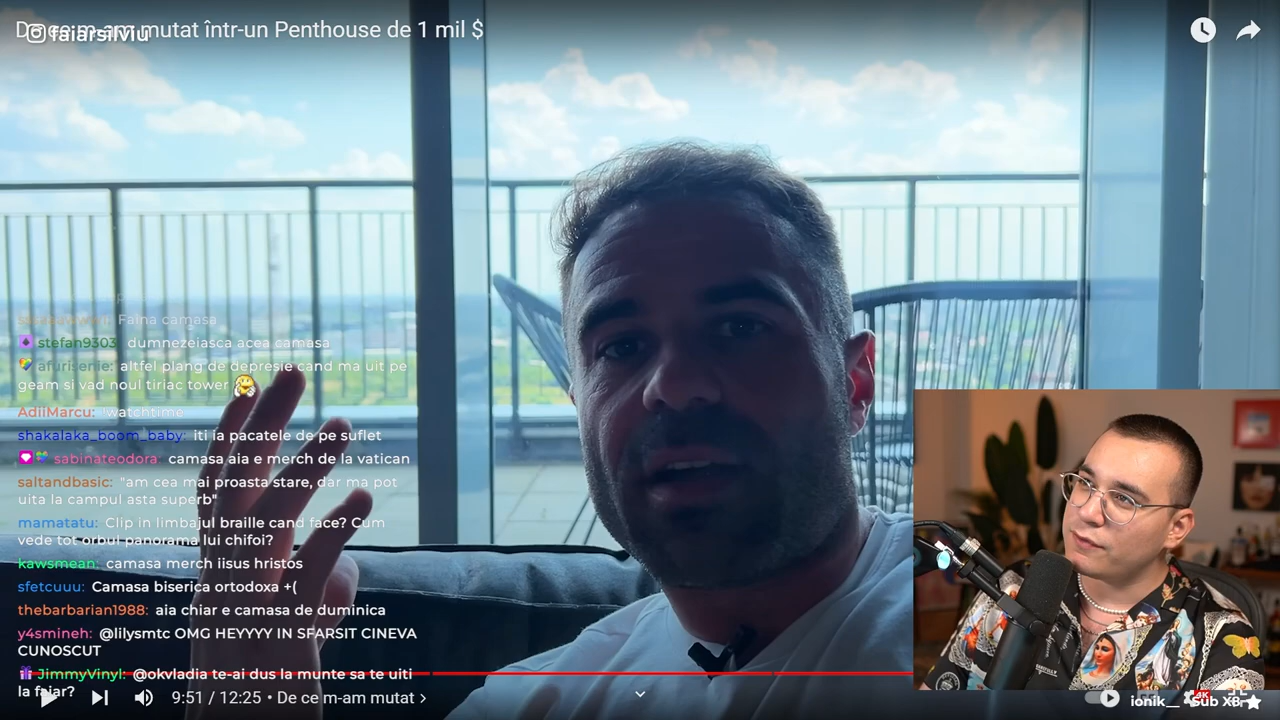 De ce m-am mutat într-un Penthouse de 1 mil $
faiarsilviu
Faina camasa
stefan9303: dumnezeiasca acea camasa
afurisenie: altfel plang de depresie cand ma uit pe
geam si vad noul tiriac tower
AdiiMarcu: !watchtime
shakalaka_boom_baby: iti ia pacatele de pe suflet
sabinateodora: camasa aia e merch de la vatican
saltandbasic: "am cea mai proasta stare, dar ma pot
uita la campul asta superb"
mamatatu: Clip in limbajul braille cand face? Cum
vede tot orbul panorama lui chifoi?
kawsmean: camasa merch iisus hristos
sfetcuuu: Camasa biserica ortodoxa +(
thebarbarian1988: aia chiar e camasa de duminica
y4smineh: @lilysmtc OMG HEYYYY IN SFARSIT CINEVA
CUNOSCUT
JimmyVinyl: @okvladia te-ai dus la munte sa te uiti
la faiar?
9:51 / 12:25 • De ce m-am mutat ›
ionik__ Sub X8
4K